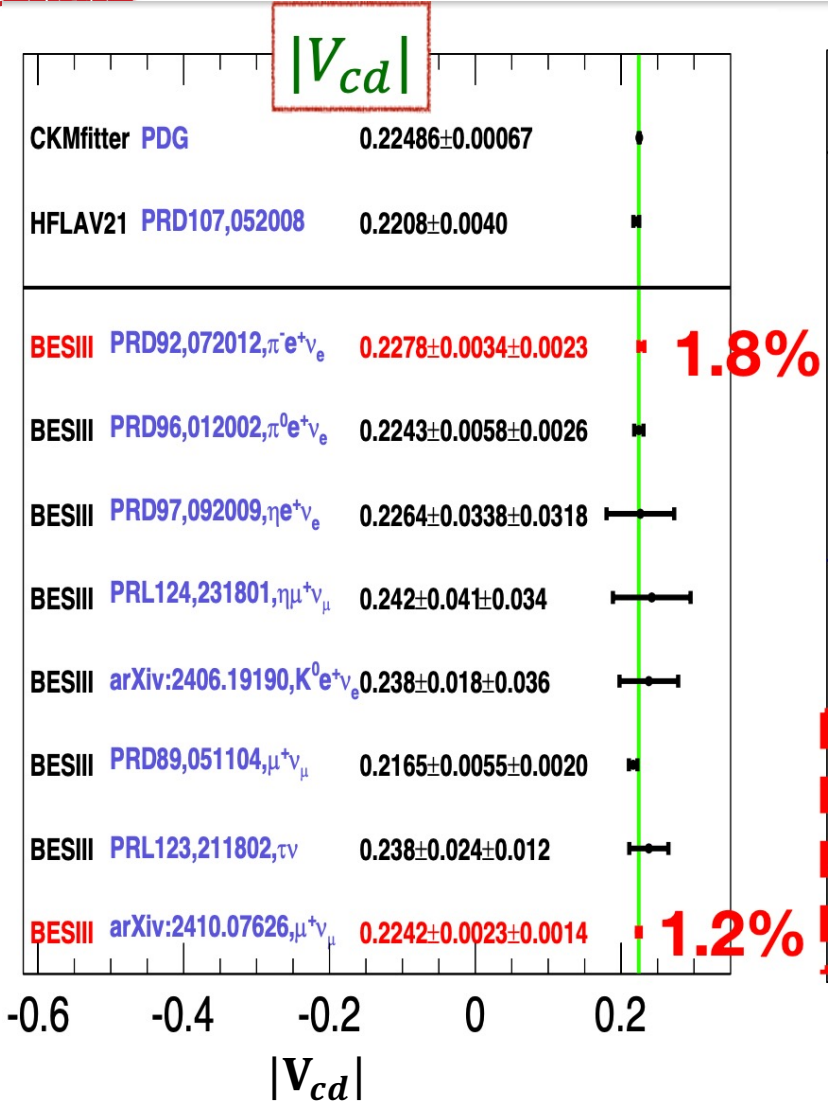 |Vcd|
CKMfitter PDG 0.22486±0.00067
HFLAV21 PRD107,052008 0.2208±0.0040
BESIII PRD92,072012,π⁻e⁺νₑ 0.2278±0.0034±0.0023 1.8%
BESIII PRD96,012002,π⁰e⁺νₑ 0.2243±0.0058±0.0026
BESIII PRD97,092009,ηe⁺νₑ 0.2264±0.0338±0.0318
BESIII PRL124,231801,ημ⁺νμ 0.242±0.041±0.034
BESIII arXiv:2406.19190,K⁰e⁺νₑ 0.238±0.018±0.036
BESIII PRD89,051104,μ⁺νμ 0.2165±0.0055±0.0020
BESIII PRL123,211802,τν 0.238±0.024±0.012
BESIII arXiv:2410.07626,μ⁺νμ 0.2242±0.0023±0.0014 1.2%
-0.6 -0.4 -0.2 0 0.2
|Vcd|